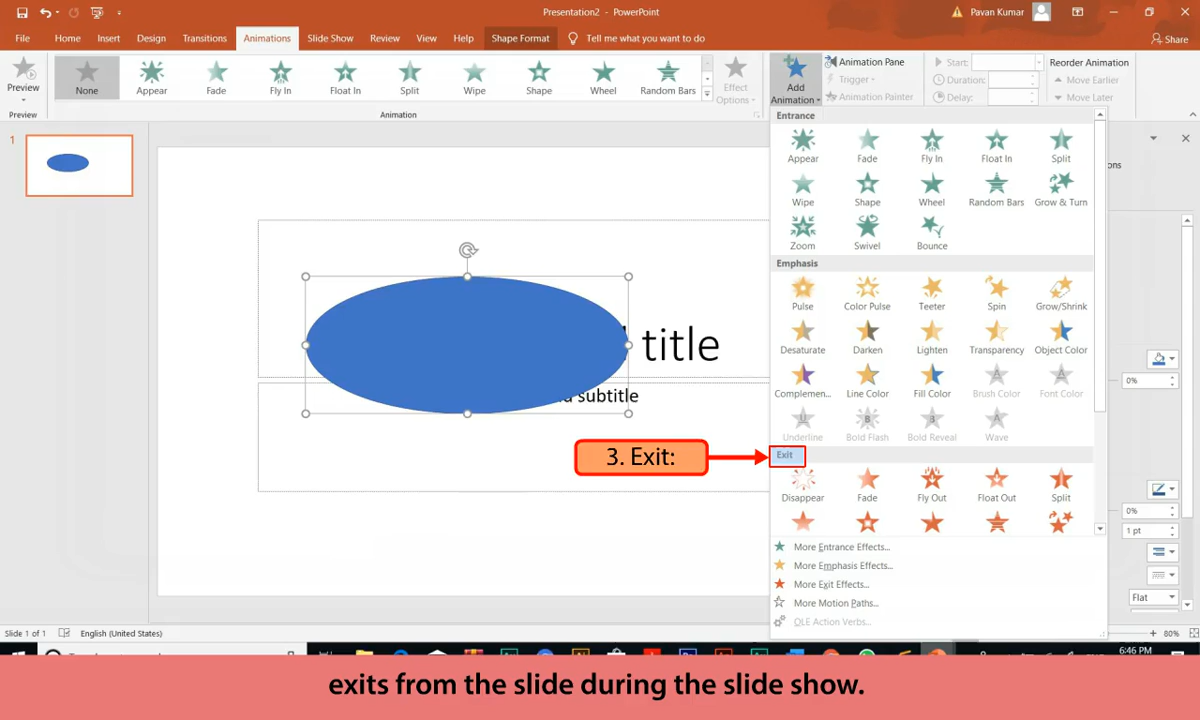 Presentation2 - PowerPoint
Pavan Kumar
File Home Insert Design Transitions Animations Slide Show Review View Help Shape Format Tell me what you want to do
Share
Preview
None Appear Fade Fly In Float In Split Wipe Shape Wheel Random Bars
Effect
Options
Add
Animation
Animation Pane
Trigger
Animation Painter
Start:
Duration:
Delay:
Reorder Animation
Move Earlier
Move Later
Preview
Animation
Entrance
Appear Fade Fly In Float In Split
Wipe Shape Wheel Random Bars Grow & Turn
Zoom Swivel Bounce
Emphasis
Pulse Color Pulse Teeter Spin Grow/Shrink
Desaturate Darken Lighten Transparency Object Color
Complemen... Line Color Fill Color Brush Color Font Color
Underline Bold Flash Bold Reveal Wave
Exit
Disappear Fade Fly Out Float Out Split
More Entrance Effects...
More Emphasis Effects...
More Exit Effects...
More Motion Paths...
OLE Action Verbs...
1
title
subtitle
3. Exit:
ons
0%
0%
1 pt
Flat
Slide 1 of 1 English (United States)
80%
6:46 PM
exits from the slide during the slide show.